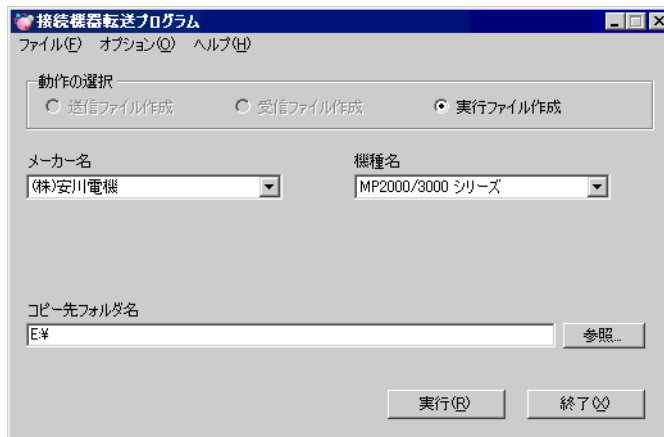 接続機器転送プログラム
ファイル(F) オプション(O) ヘルプ(H)
動作の選択
送信ファイル作成 受信ファイル作成 実行ファイル作成
メーカー名 機種名
(株)安川電機 MP2000/3000 シリーズ
コピー先フォルダ名
E:¥ 参照...
実行(R) 終了(X)